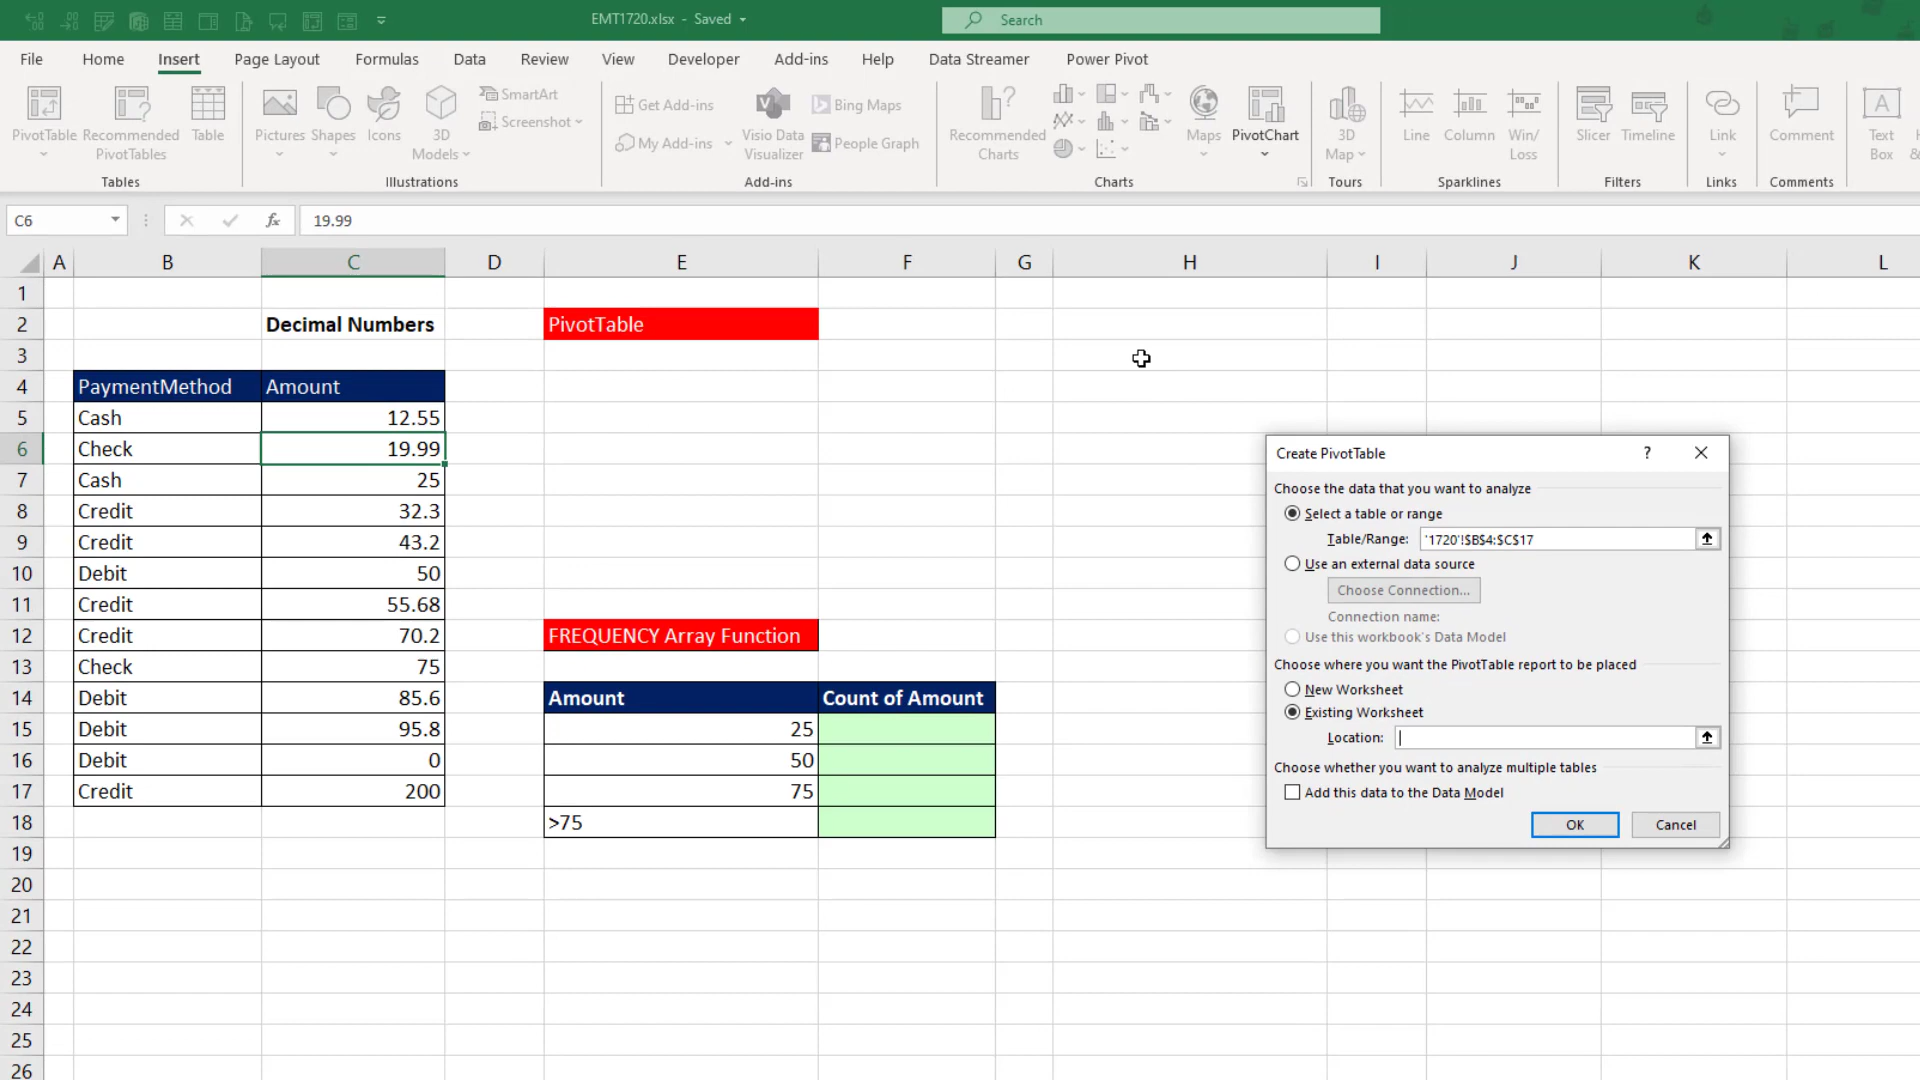 EMT1720.xlsx - Saved
Search
File Home Insert Page Layout Formulas Data Review View Developer Add-ins Help Data Streamer Power Pivot
PivotTable
Recommended PivotTables
Table
Tables
Pictures
Shapes
Icons
3D Models
SmartArt
Screenshot
Illustrations
Get Add-ins
My Add-ins
Visio Data Visualizer
Bing Maps
People Graph
Add-ins
Recommended Charts
Maps
PivotChart
Charts
3D Map
Tours
Line
Column
Win/ Loss
Sparklines
Slicer
Timeline
Filters
Link
Links
Comment
Comments
Text Box
C6
fx
19.99
A B C D E F G H I J K L
1
2 Decimal Numbers PivotTable
3
4 PaymentMethod Amount
5 Cash 12.55
6 Check 19.99
7 Cash 25
8 Credit 32.3
9 Credit 43.2
10 Debit 50
11 Credit 55.68
12 Credit 70.2 FREQUENCY Array Function
13 Check 75
14 Debit 85.6 Amount Count of Amount
15 Debit 95.8 25
16 Debit 0 50
17 Credit 200 75
18 >75
19
20
21
22
23
24
25
26
Create PivotTable ?
Choose the data that you want to analyze
Select a table or range
Table/Range: '1720'!$B$4:$C$17
Use an external data source
Choose Connection...
Connection name:
Use this workbook's Data Model
Choose where you want the PivotTable report to be placed
New Worksheet
Existing Worksheet
Location:
Choose whether you want to analyze multiple tables
Add this data to the Data Model
OK Cancel